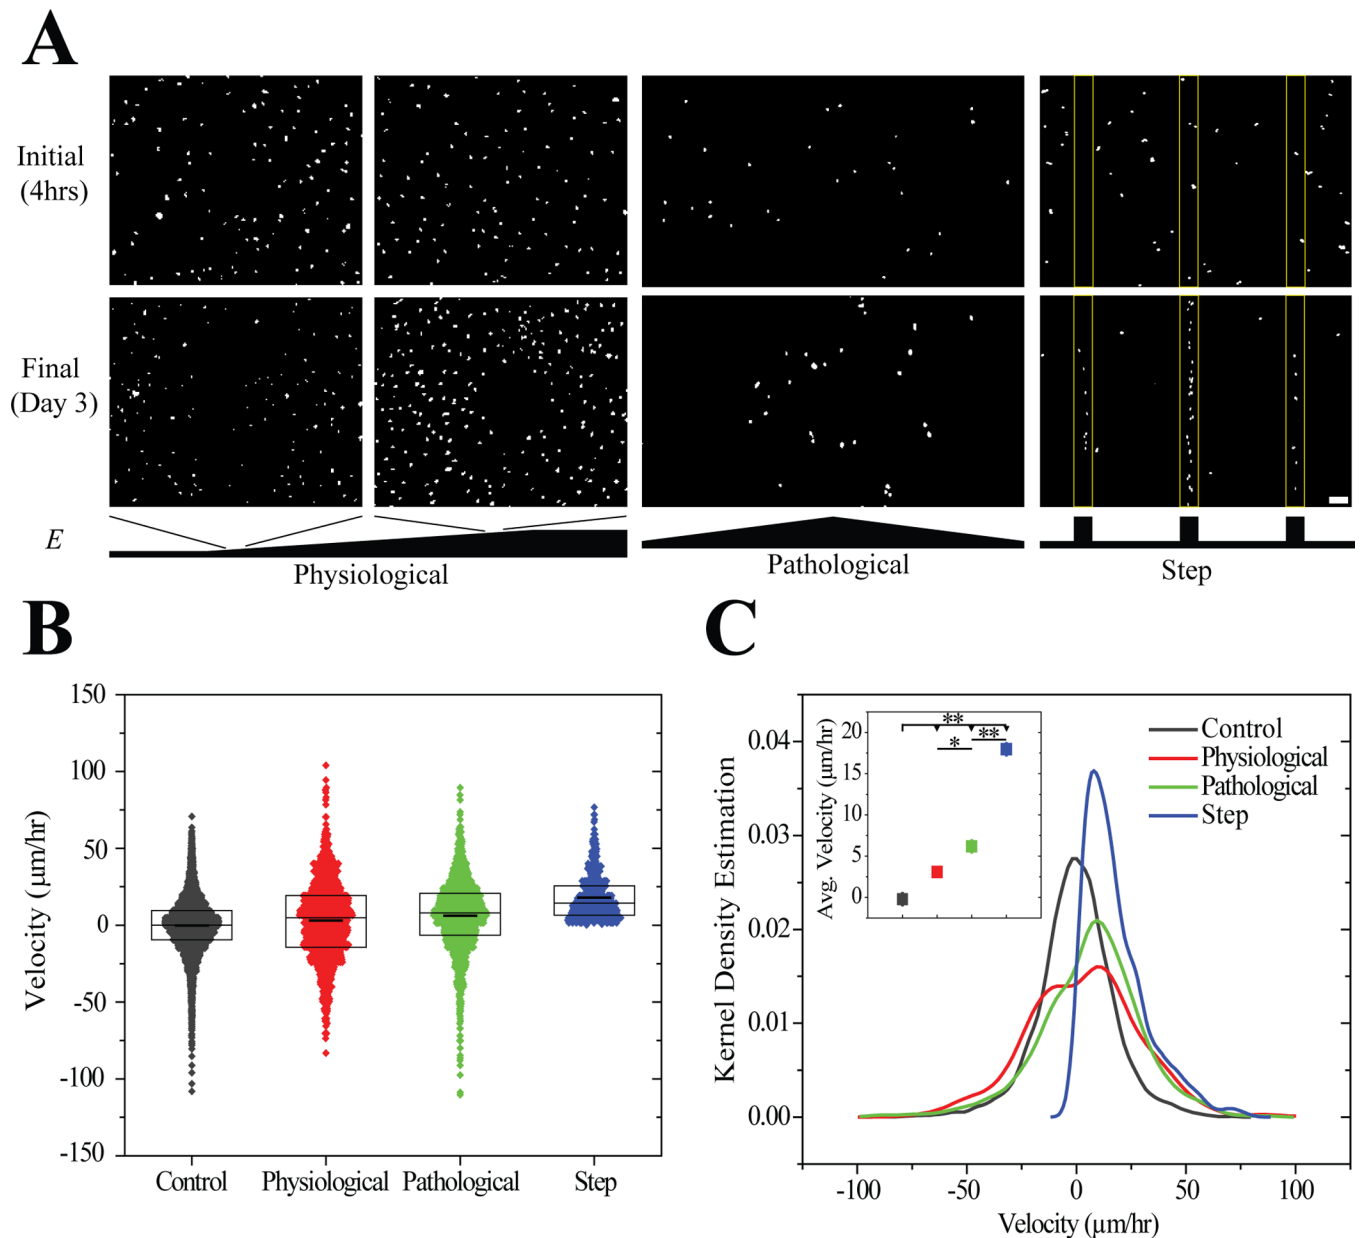 A
Initial
(4hrs)
Final
(Day 3)
E
Physiological
Pathological
Step
B
Velocity (µm/hr)
150
100
50
0
-50
-100
-150
Control
Physiological
Pathological
Step
C
Kernel Density Estimation
0.04
0.03
0.02
0.01
0.00
-100
-50
0
50
100
Velocity (µm/hr)
Avg. Velocity (µm/hr)
20
15
10
5
0
**
*
**
Control
Physiological
Pathological
Step